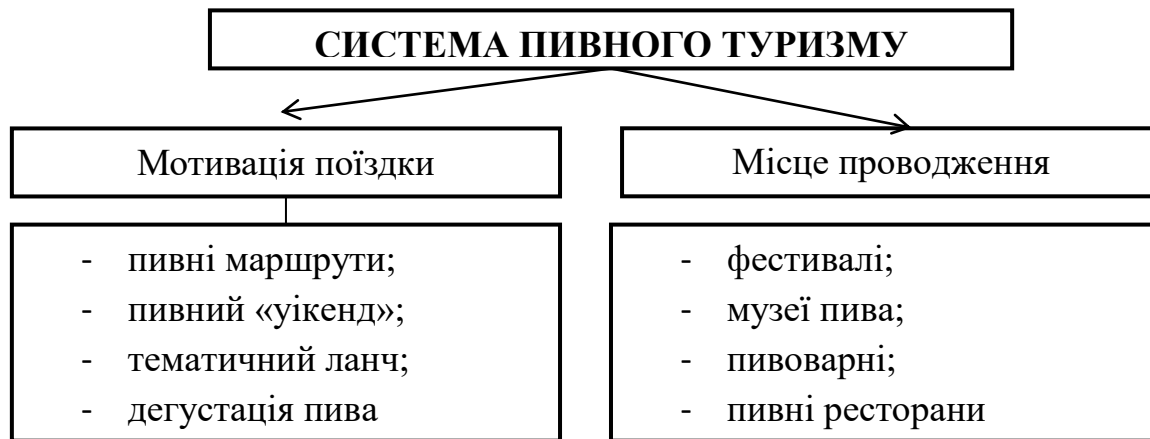 СИСТЕМА ПИВНОГО ТУРИЗМУ
Мотивація поїздки
- пивні маршрути;
- пивний «уікенд»;
- тематичний ланч;
- дегустація пива
Місце проводження
- фестивалі;
- музеї пива;
- пивоварні;
- пивні ресторани